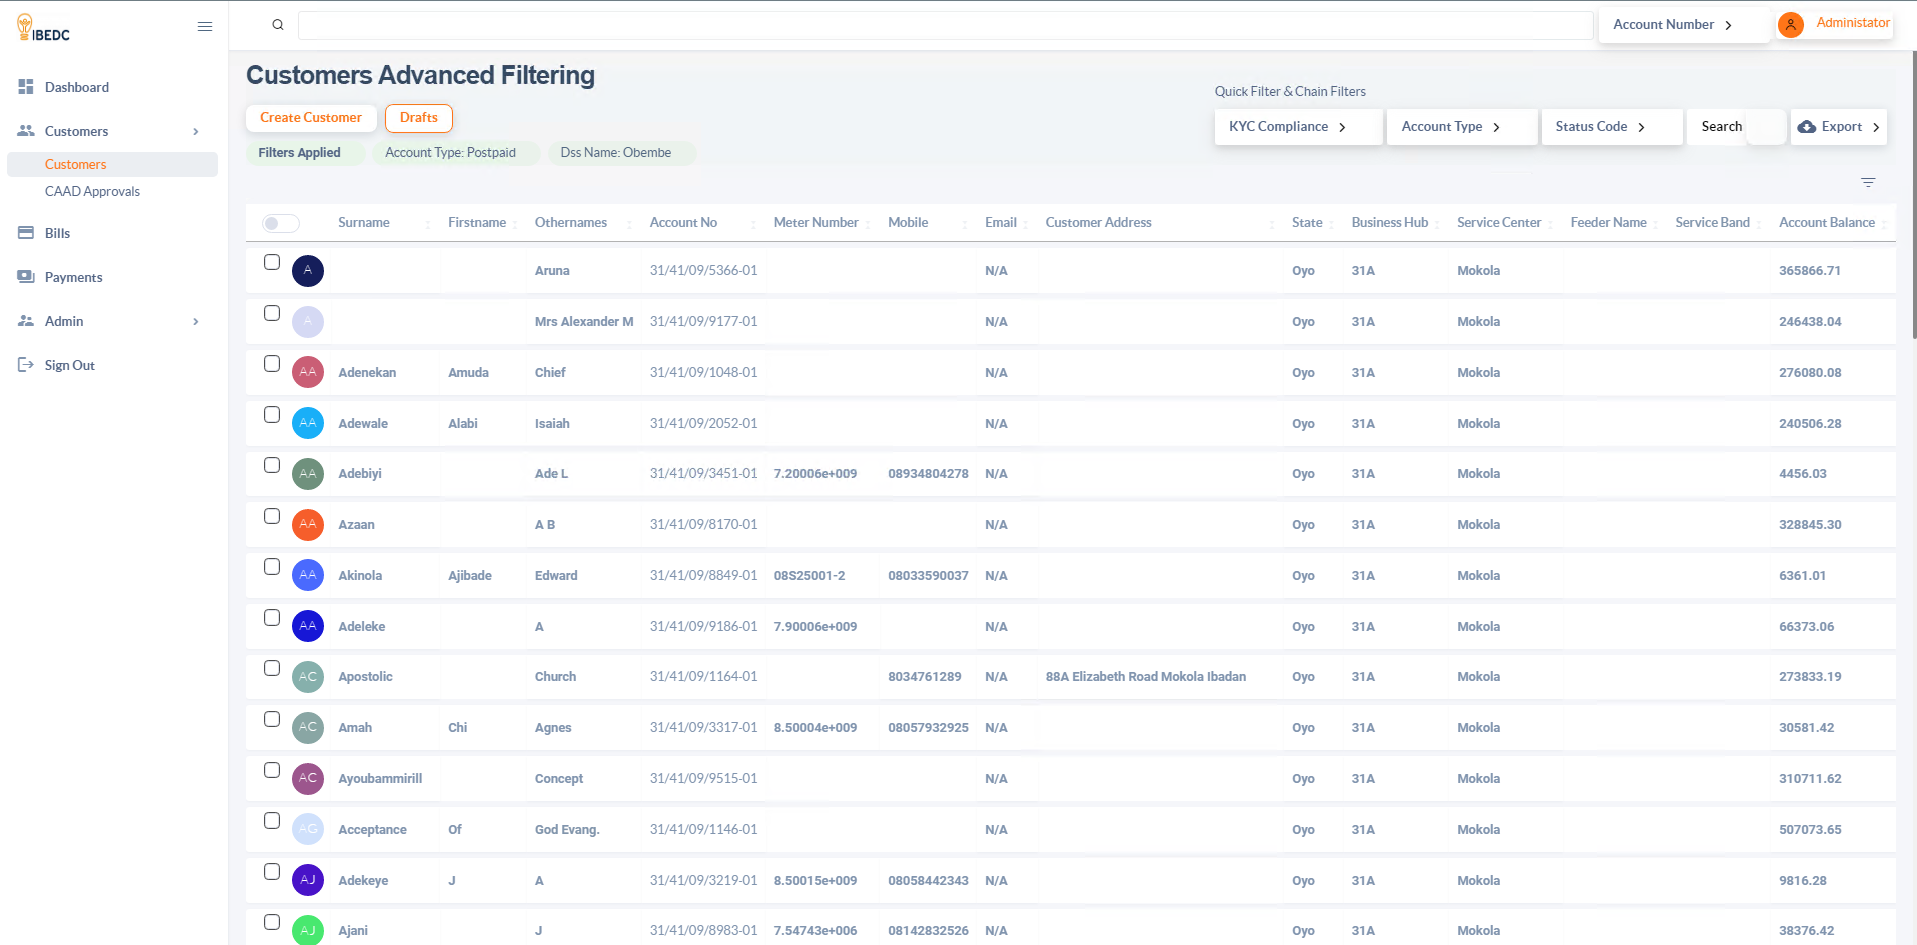 IBEDC
Account Number
Administator
Dashboard
Customers
Customers
CAAD Approvals
Bills
Payments
Admin
Sign Out
Customers Advanced Filtering
Create Customer Drafts
Filters Applied Account Type: Postpaid Dss Name: Obembe
Quick Filter & Chain Filters
KYC Compliance Account Type Status Code Search Export
Surname Firstname Othernames Account No Meter Number Mobile Email Customer Address State Business Hub Service Center Feeder Name Service Band Account Balance
A Aruna 31/41/09/5366-01 N/A Oyo 31A Mokola 365866.71
A Mrs Alexander M 31/41/09/9177-01 N/A Oyo 31A Mokola 246438.04
AA Adenekan Amuda Chief 31/41/09/1048-01 N/A Oyo 31A Mokola 276080.08
AA Adewale Alabi Isaiah 31/41/09/2052-01 N/A Oyo 31A Mokola 240506.28
AA Adebiyi Ade L 31/41/09/3451-01 7.20006e+009 08934804278 N/A Oyo 31A Mokola 4456.03
AA Azaan A B 31/41/09/8170-01 N/A Oyo 31A Mokola 328845.30
AA Akinola Ajibade Edward 31/41/09/8849-01 08S25001-2 08033590037 N/A Oyo 31A Mokola 6361.01
AA Adeleke A 31/41/09/9186-01 7.90006e+009 N/A Oyo 31A Mokola 66373.06
AC Apostolic Church 31/41/09/1164-01 8034761289 N/A 88A Elizabeth Road Mokola Ibadan Oyo 31A Mokola 273833.19
AC Amah Chi Agnes 31/41/09/3317-01 8.50004e+009 08057932925 N/A Oyo 31A Mokola 30581.42
AC Ayoubammirill Concept 31/41/09/9515-01 N/A Oyo 31A Mokola 310711.62
AG Acceptance Of God Evang. 31/41/09/1146-01 N/A Oyo 31A Mokola 507073.65
AJ Adekeye J A 31/41/09/3219-01 8.50015e+009 08058442343 N/A Oyo 31A Mokola 9816.28
AJ Ajani J 31/41/09/8983-01 7.54743e+006 08142832526 N/A Oyo 31A Mokola 38376.42